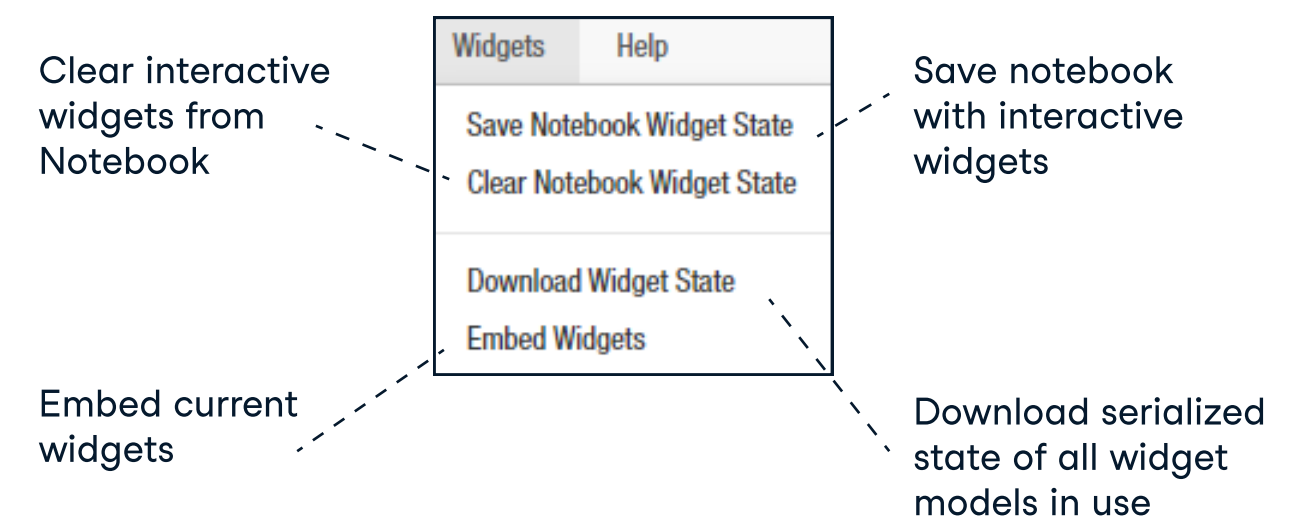 Clear interactive
widgets from
Notebook
Widgets Help
Save Notebook Widget State
Clear Notebook Widget State
Download Widget State
Embed Widgets
Save notebook
with interactive
widgets
Embed current
widgets
Download serialized
state of all widget
models in use